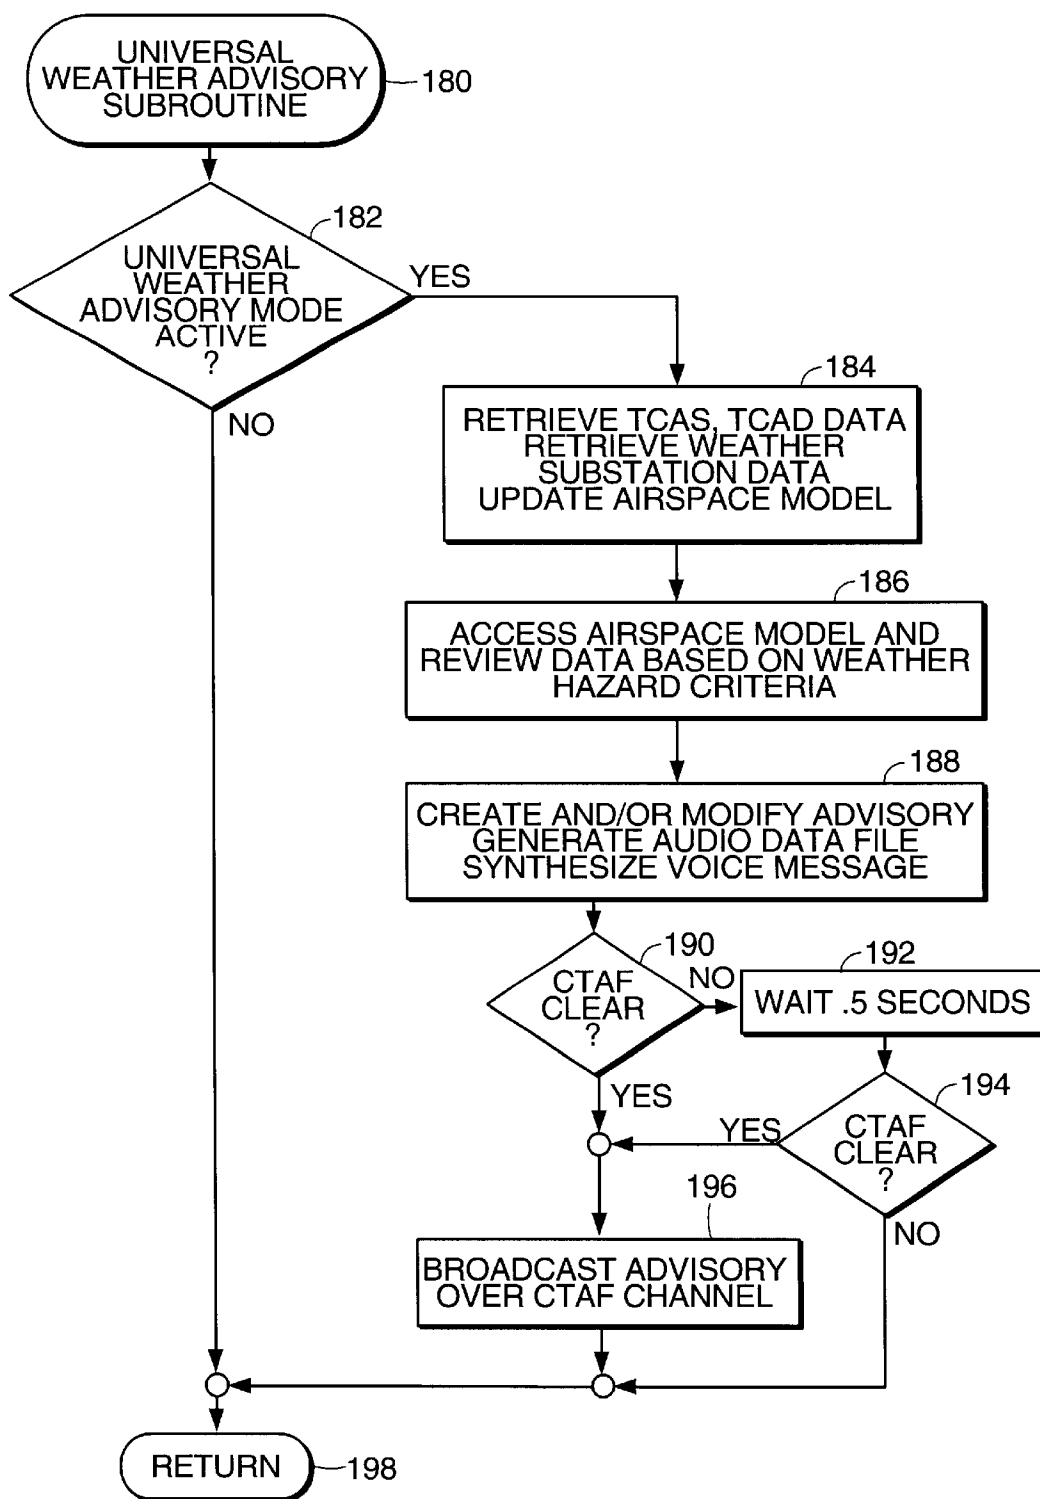 UNIVERSAL
WEATHER ADVISORY
SUBROUTINE
180
182
UNIVERSAL
WEATHER
ADVISORY MODE
ACTIVE
?
YES
NO
184
RETRIEVE TCAS, TCAD DATA
RETRIEVE WEATHER
SUBSTATION DATA
UPDATE AIRSPACE MODEL
186
ACCESS AIRSPACE MODEL AND
REVIEW DATA BASED ON WEATHER
HAZARD CRITERIA
188
CREATE AND/OR MODIFY ADVISORY
GENERATE AUDIO DATA FILE
SYNTHESIZE VOICE MESSAGE
190
CTAF
CLEAR
?
NO
YES
192
WAIT .5 SECONDS
194
CTAF
CLEAR
?
YES
NO
196
BROADCAST ADVISORY
OVER CTAF CHANNEL
RETURN
198